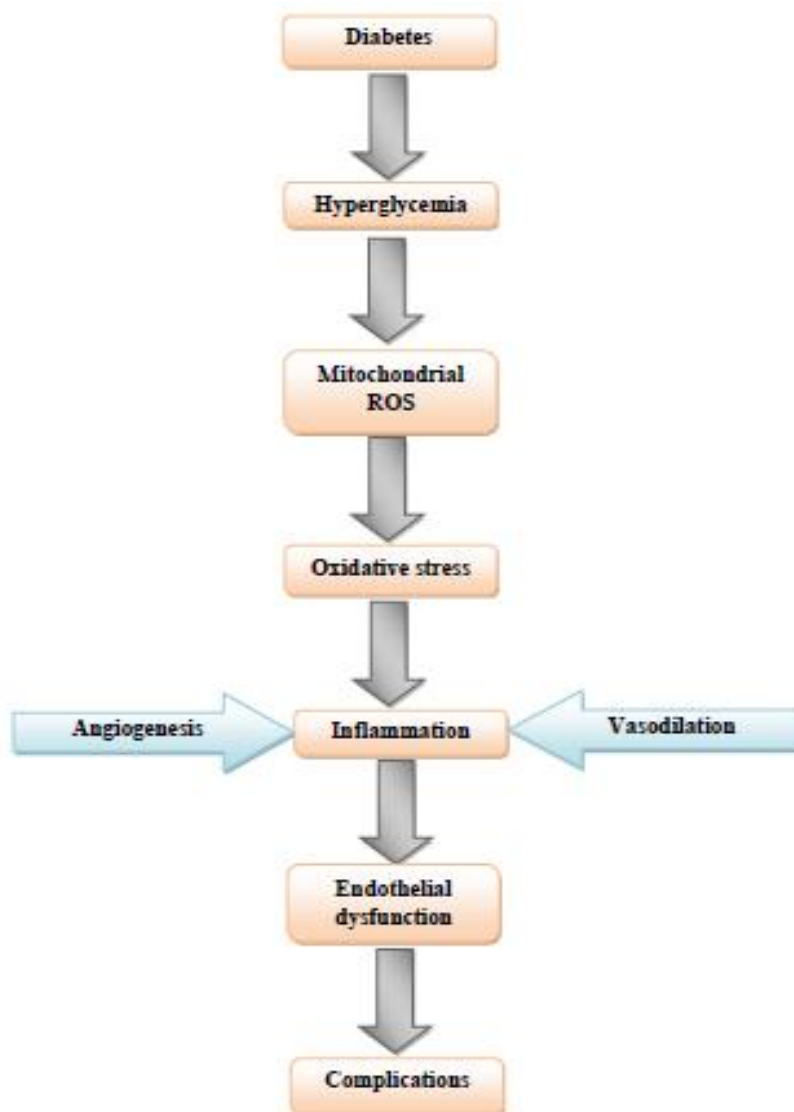 Diabetes
Hyperglycemia
Mitochondrial
ROS
Oxidative stress
Angiogenesis
Inflammation
Vasodilation
Endothelial
dysfunction
Complications